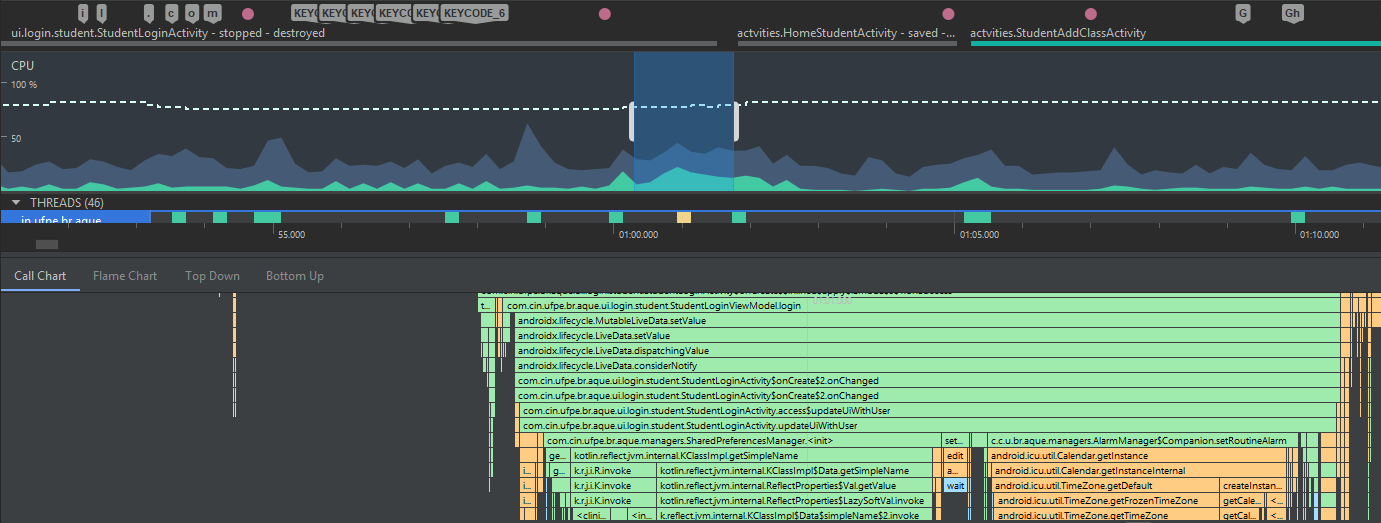 i l . c o m KEYC KEYC KEYC KEYC KEYC KEYCODE_6 G Gh
ui.login.student.StudentLoginActivity - stopped - destroyed actvities.HomeStudentActivity - saved -... actvities.StudentAddClassActivity
CPU
100 %
50
THREADS (46)
in.ufpe.br.aque
55.000 01:00.000 01:05.000 01:10.000
Call Chart Flame Chart Top Down Bottom Up
t... com.cin.ufpe.br.aque.ui.login.student.StudentLoginViewModel.login
androidx.lifecycle.MutableLiveData.setValue
androidx.lifecycle.LiveData.setValue
androidx.lifecycle.LiveData.dispatchingValue
androidx.lifecycle.LiveData.considerNotify
com.cin.ufpe.br.aque.ui.login.student.StudentLoginActivity$onCreate$2.onChanged
com.cin.ufpe.br.aque.ui.login.student.StudentLoginActivity$onCreate$2.onChanged
com.cin.ufpe.br.aque.ui.login.student.StudentLoginActivity.access$updateUiWithUser
com.cin.ufpe.br.aque.ui.login.student.StudentLoginActivity.updateUiWithUser
com.cin.ufpe.br.aque.managers.SharedPreferencesManager.<init> set... c.c.u.br.aque.managers.AlarmManager$Companion.setRoutineAlarm
ge... kotlin.reflect.jvm.internal.KClassImpl.getSimpleName edit android.icu.util.Calendar.getInstance
i... g... k.r.j.i.R.invoke kotlin.reflect.jvm.internal.KClassImpl$Data.getSimpleName a... android.icu.util.Calendar.getInstanceInternal
i... k.r.j.i.K.invoke kotlin.reflect.jvm.internal.ReflectProperties$Val.getValue wait android.icu.util.TimeZone.getDefault createInstan...
i... k.r.j.i.K.invoke kotlin.reflect.jvm.internal.ReflectProperties$LazySoftVal.invoke android.icu.util.TimeZone.getFrozenTimeZone getCale... <...
<clini... <in... k.reflect.jvm.internal.KClassImpl$Data$simpleName$2.invoke android.icu.util.TimeZone.getTimeZone getCal... <...